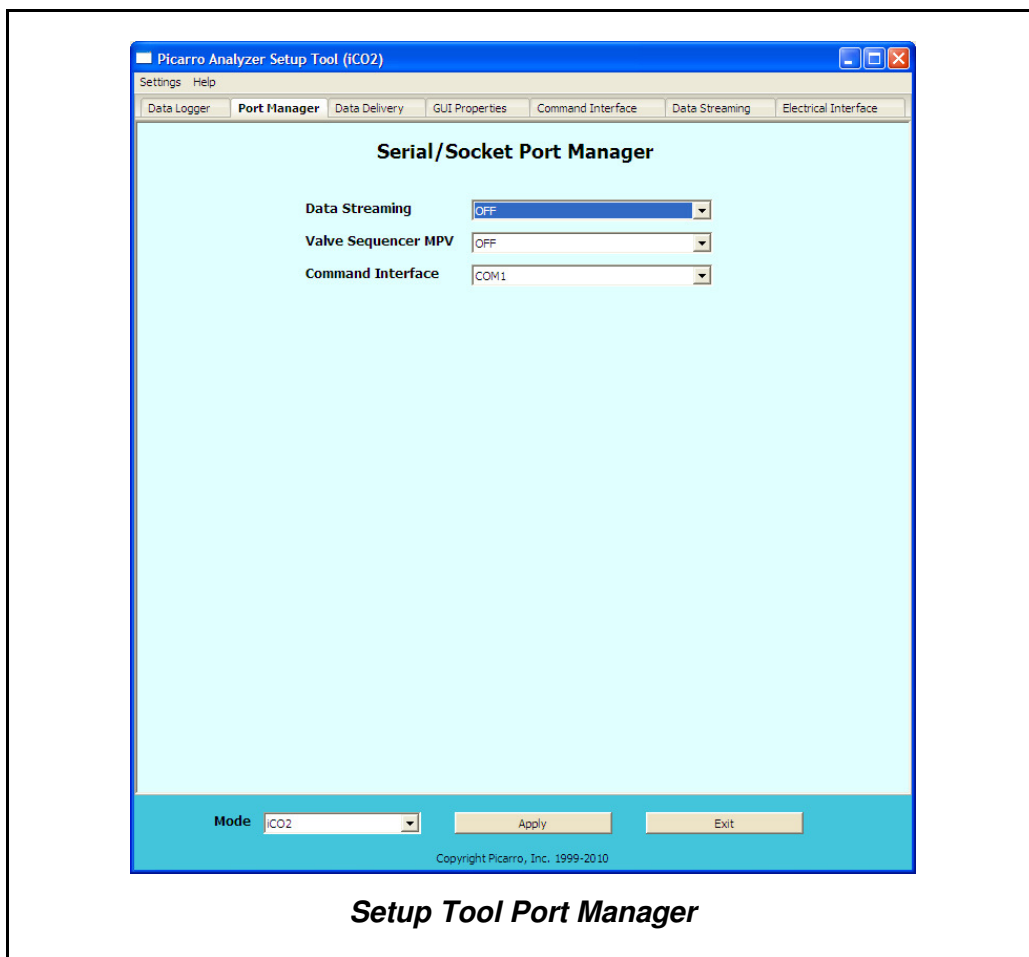 Picarro Analyzer Setup Tool (iCO2)
Settings Help
Data Logger Port Manager Data Delivery GUI Properties Command Interface Data Streaming Electrical Interface
Serial/Socket Port Manager
Data Streaming OFF
Valve Sequencer MPV OFF
Command Interface COM1
Mode iCO2 Apply Exit
Copyright Picarro, Inc. 1999-2010
Setup Tool Port Manager